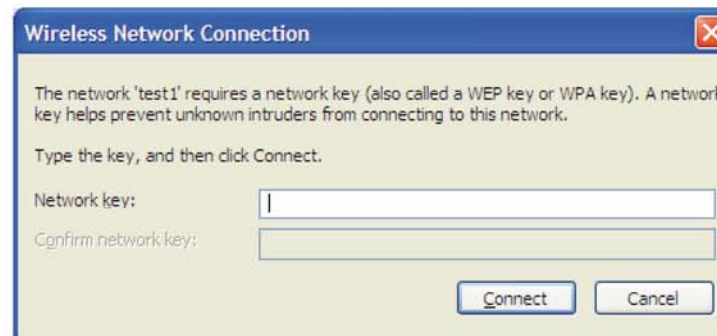 Wireless Network Connection
The network 'test1' requires a network key (also called a WEP key or WPA key). A network
key helps prevent unknown intruders from connecting to this network.
Type the key, and then click Connect.
Network key:
Confirm network key:
Connect Cancel